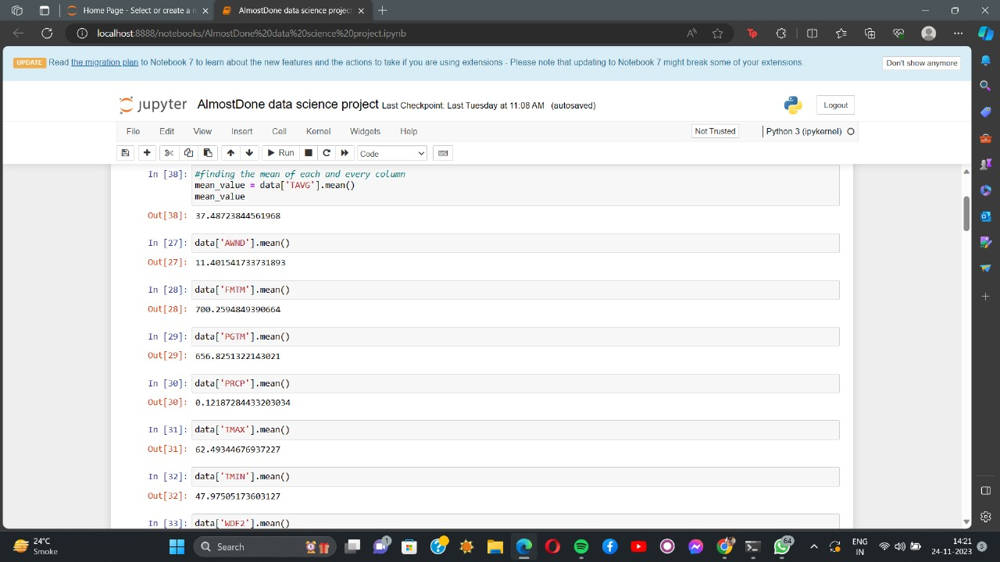 Home Page - Select or create a n
AlmostDone data science project
localhost:8888/notebooks/AlmostDone%20data%20science%20project.ipynb
UPDATE Read the migration plan to Notebook 7 to learn about the new features and the actions to take if you are using extensions - Please note that updating to Notebook 7 might break some of your extensions.
Don't show anymore
jupyter AlmostDone data science project Last Checkpoint: Last Tuesday at 11:08 AM (autosaved)
Logout
File Edit View Insert Cell Kernel Widgets Help
Not Trusted
Python 3 (ipykernel)
Run
Code
In [38]: #finding the mean of each and every column
mean_value = data['TAVG'].mean()
mean_value
Out[38]: 37.48723844561968
In [27]: data['AWND'].mean()
Out[27]: 11.401541733731893
In [28]: data['FMTM'].mean()
Out[28]: 700.2594849390664
In [29]: data['PGTM'].mean()
Out[29]: 656.8251322143021
In [30]: data['PRCP'].mean()
Out[30]: 0.12187284433203034
In [31]: data['TMAX'].mean()
Out[31]: 62.49344676937227
In [32]: data['TMIN'].mean()
Out[32]: 47.97505173603127
In [33]: data['WDF2'].mean()
24°C
Smoke
Search
1
64
ENG
IN
14:21
24-11-2023
5